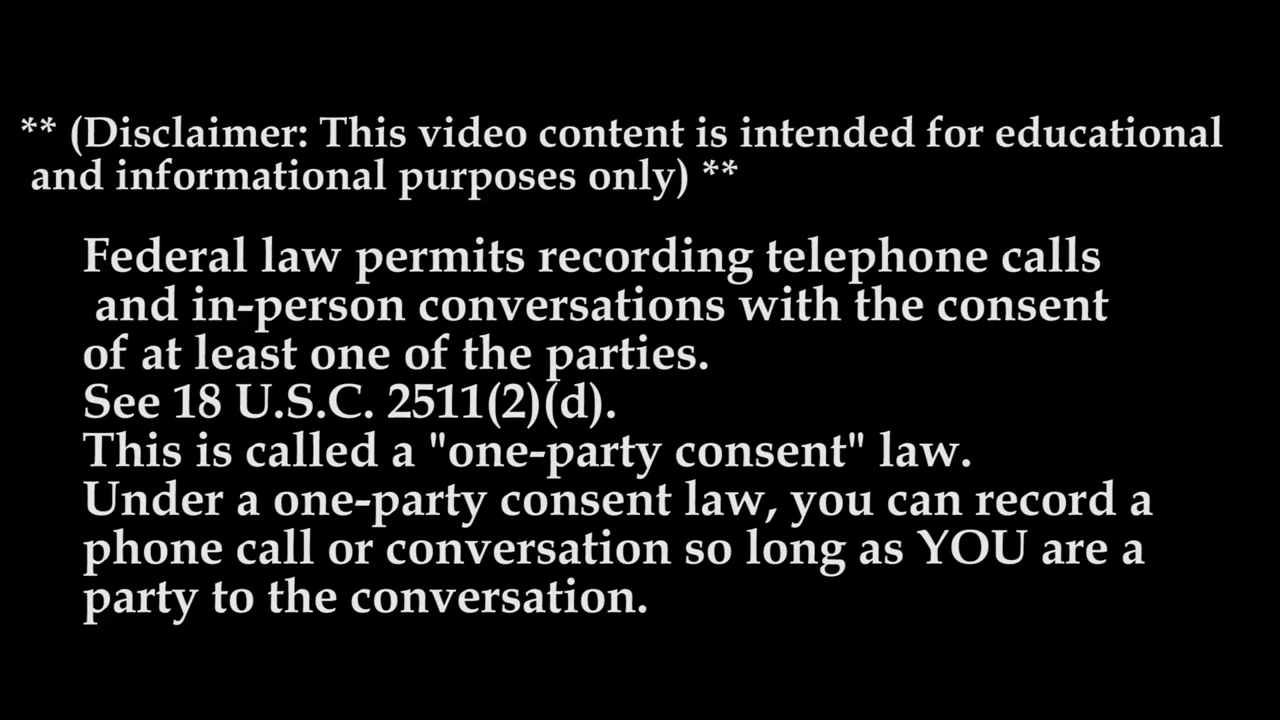 ** (Disclaimer: This video content is intended for educational
and informational purposes only) **
Federal law permits recording telephone calls
and in-person conversations with the consent
of at least one of the parties.
See 18 U.S.C. 2511(2)(d).
This is called a "one-party consent" law.
Under a one-party consent law, you can record a
phone call or conversation so long as YOU are a
party to the conversation.